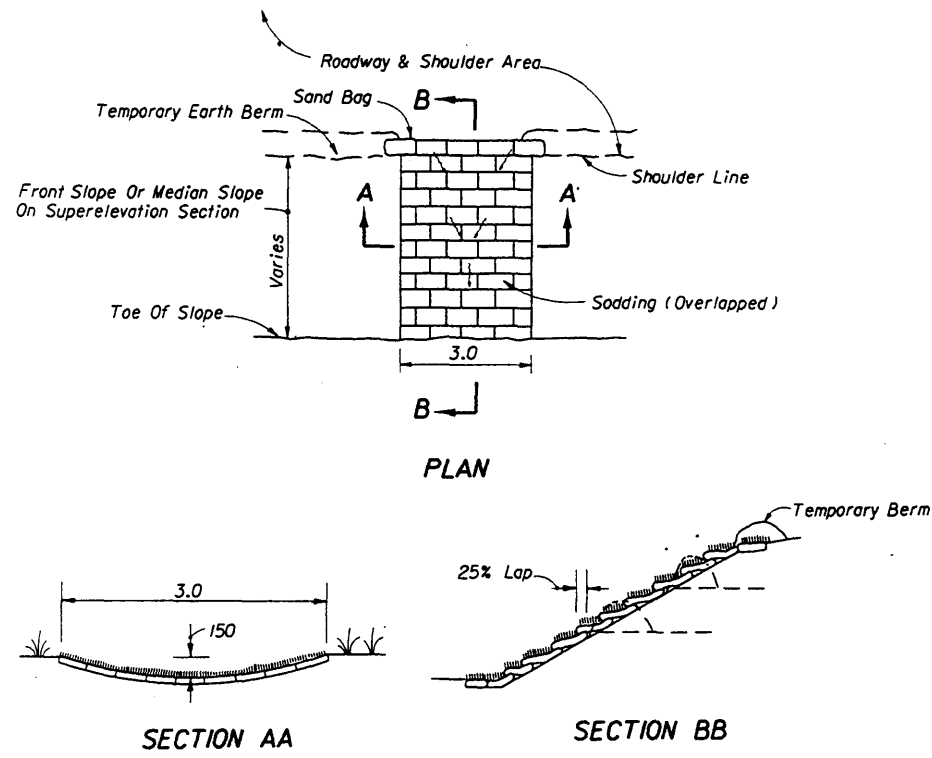 Roadway & Shoulder Area
Sand Bag
B
Temporary Earth Berm
Shoulder Line
Front Slope Or Median Slope
On Superelevation Section
A
A
Varies
Sodding (Overlapped)
Toe Of Slope
3.0
B
PLAN
Temporary Berm
25% Lap
3.0
150
SECTION AA
SECTION BB